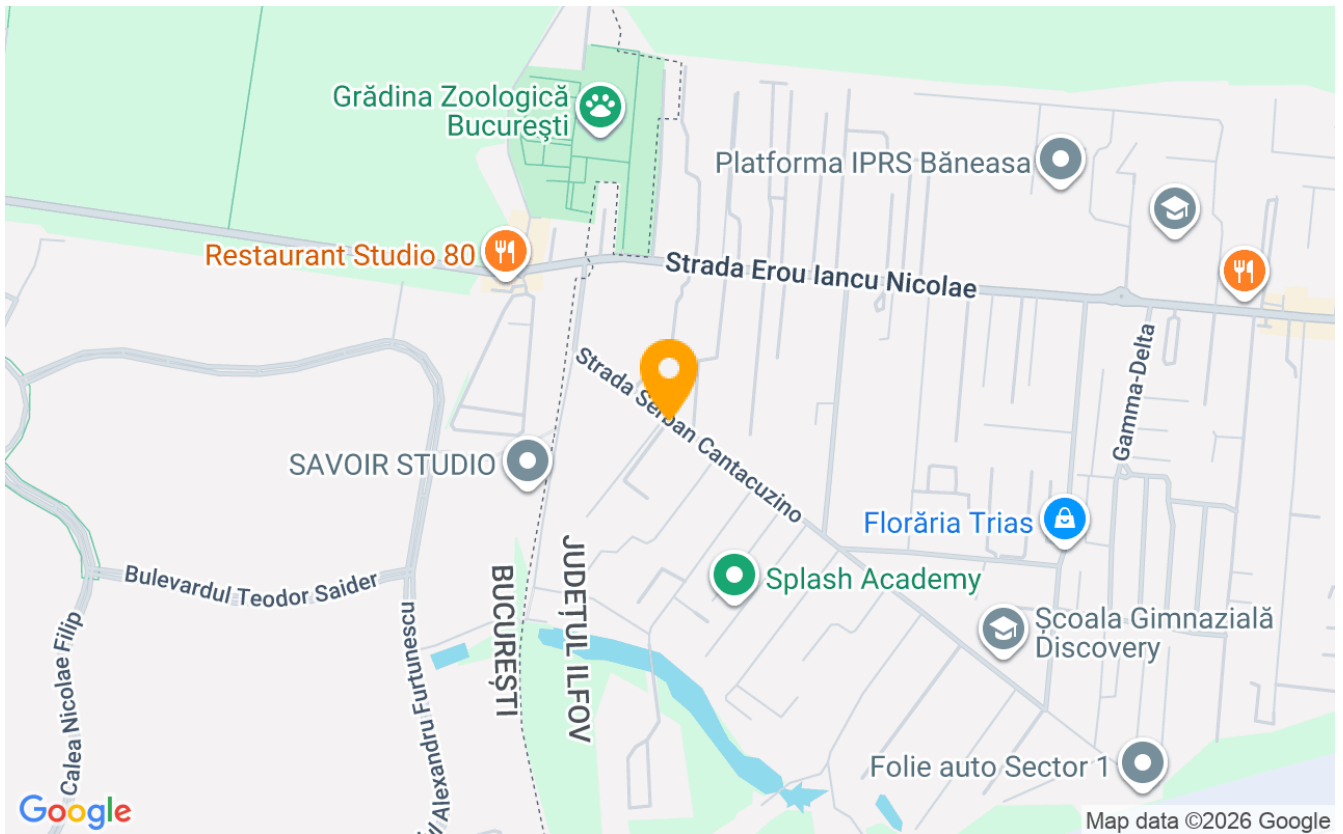 Grădina Zoologică
București
Platforma IPRS Băneasa
Restaurant Studio 80
Strada Erou Iancu Nicolae
Gamma-Delta
Strada Șerban Cantacuzino
SAVOIR STUDIO
Florăria Trias
JUDEȚUL ILFOV
BUCUREȘTI
Bulevardul Teodor Saider
Splash Academy
Școala Gimnazială
Discovery
Calea Nicolae Filip
Alexandru Furtunescu
Folie auto Sector 1
Google
Map data ©2026 Google